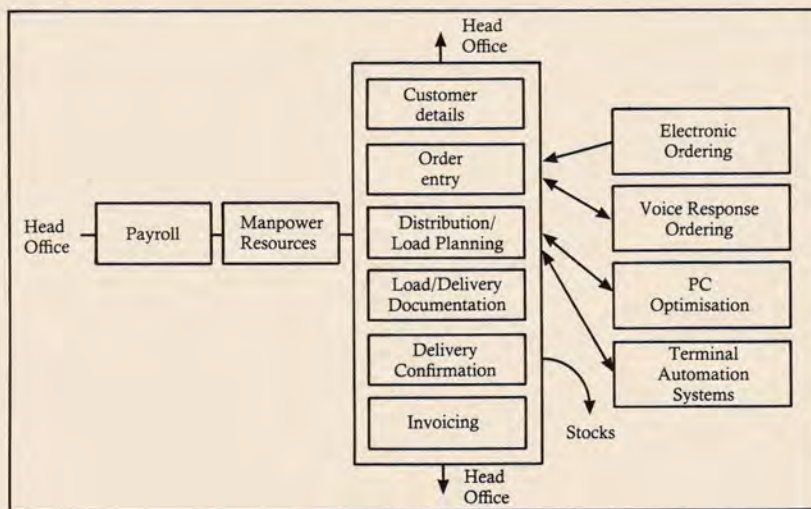 Head
Office
Customer
details
Order
entry
Distribution/
Load Planning
Load/Delivery
Documentation
Delivery
Confirmation
Invoicing
Head
Office
Head
Office
Payroll
Manpower
Resources
Electronic
Ordering
Voice Response
Ordering
PC
Optimisation
Terminal
Automation
Systems
Stocks